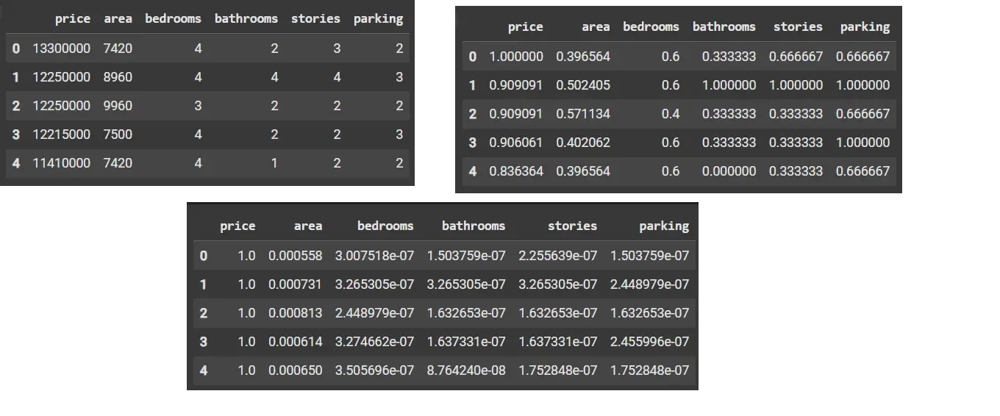 price area bedrooms bathrooms stories parking
0 13300000 7420 4 2 3 2
1 12250000 8960 4 4 4 3
2 12250000 9960 3 2 2 2
3 12215000 7500 4 2 2 3
4 11410000 7420 4 1 2 2
price area bedrooms bathrooms stories parking
0 1.000000 0.396564 0.6 0.333333 0.666667 0.666667
1 0.909091 0.502405 0.6 1.000000 1.000000 1.000000
2 0.909091 0.571134 0.4 0.333333 0.333333 0.666667
3 0.906061 0.402062 0.6 0.333333 0.333333 1.000000
4 0.836364 0.396564 0.6 0.000000 0.333333 0.666667
price area bedrooms bathrooms stories parking
0 1.0 0.000558 3.007518e-07 1.503759e-07 2.255639e-07 1.503759e-07
1 1.0 0.000731 3.265305e-07 3.265305e-07 3.265305e-07 2.448979e-07
2 1.0 0.000813 2.448979e-07 1.632653e-07 1.632653e-07 1.632653e-07
3 1.0 0.000614 3.274662e-07 1.637331e-07 1.637331e-07 2.455996e-07
4 1.0 0.000650 3.505696e-07 8.764240e-08 1.752848e-07 1.752848e-07